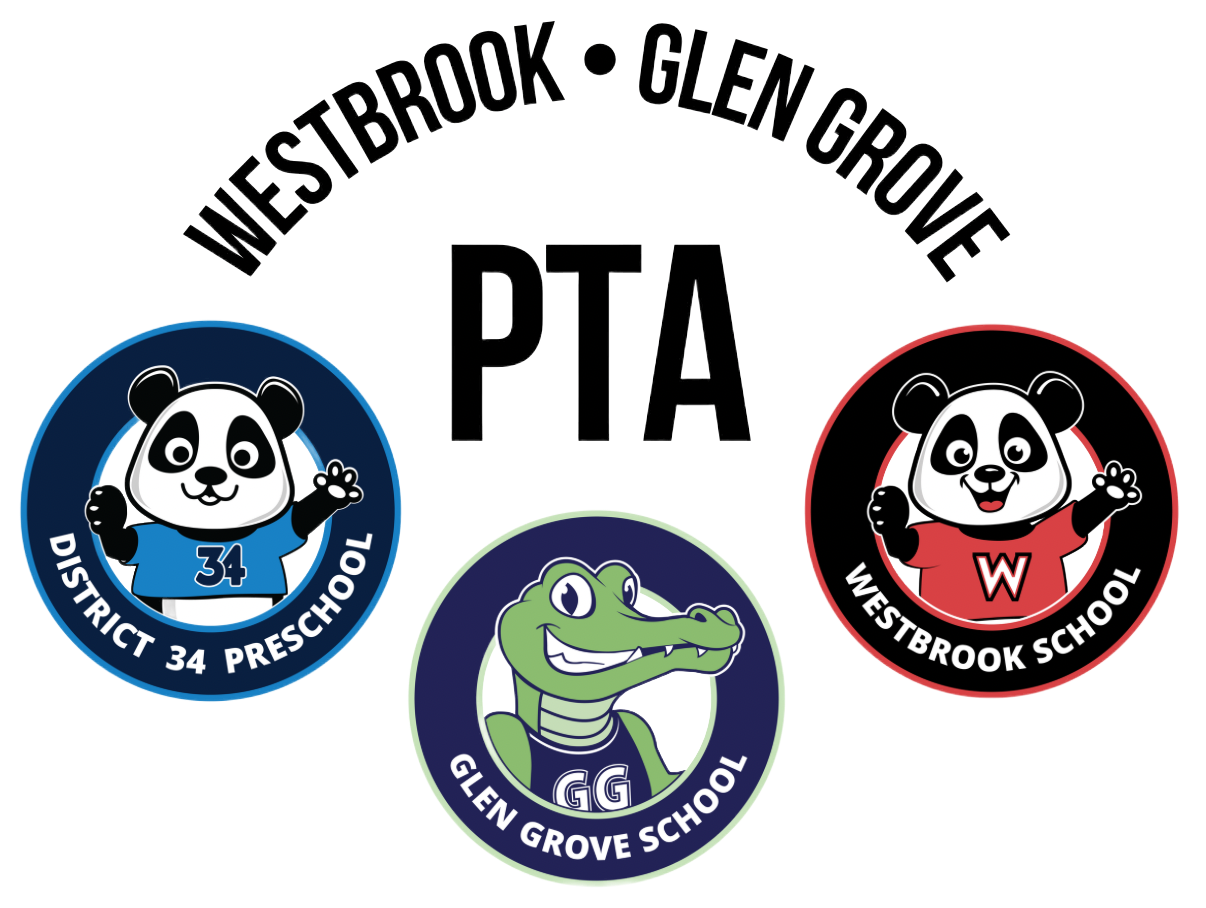 WESTBROOK • GLEN GROVE
PTA
34
DISTRICT 34 PRESCHOOL
W
WESTBROOK SCHOOL
GG
GLEN GROVE SCHOOL